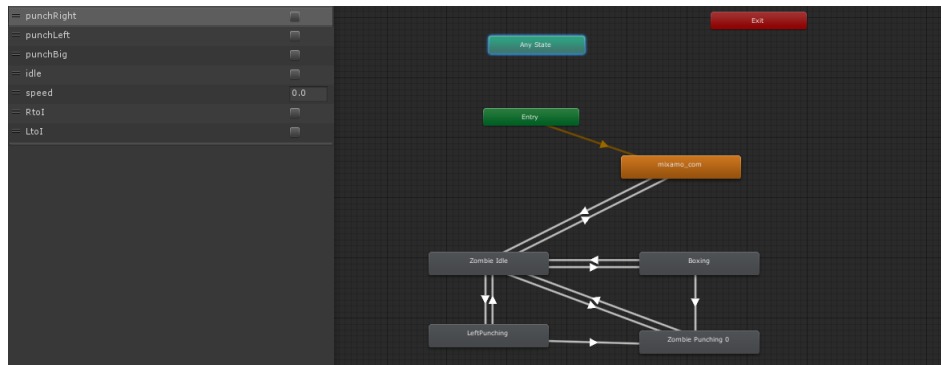 punchRight
punchLeft
punchBig
idle
speed 0.0
RtoI
LtoI
Exit
Any State
Entry
mixamo_com
Zombie Idle
Boxing
LeftPunching
Zombie Punching 0